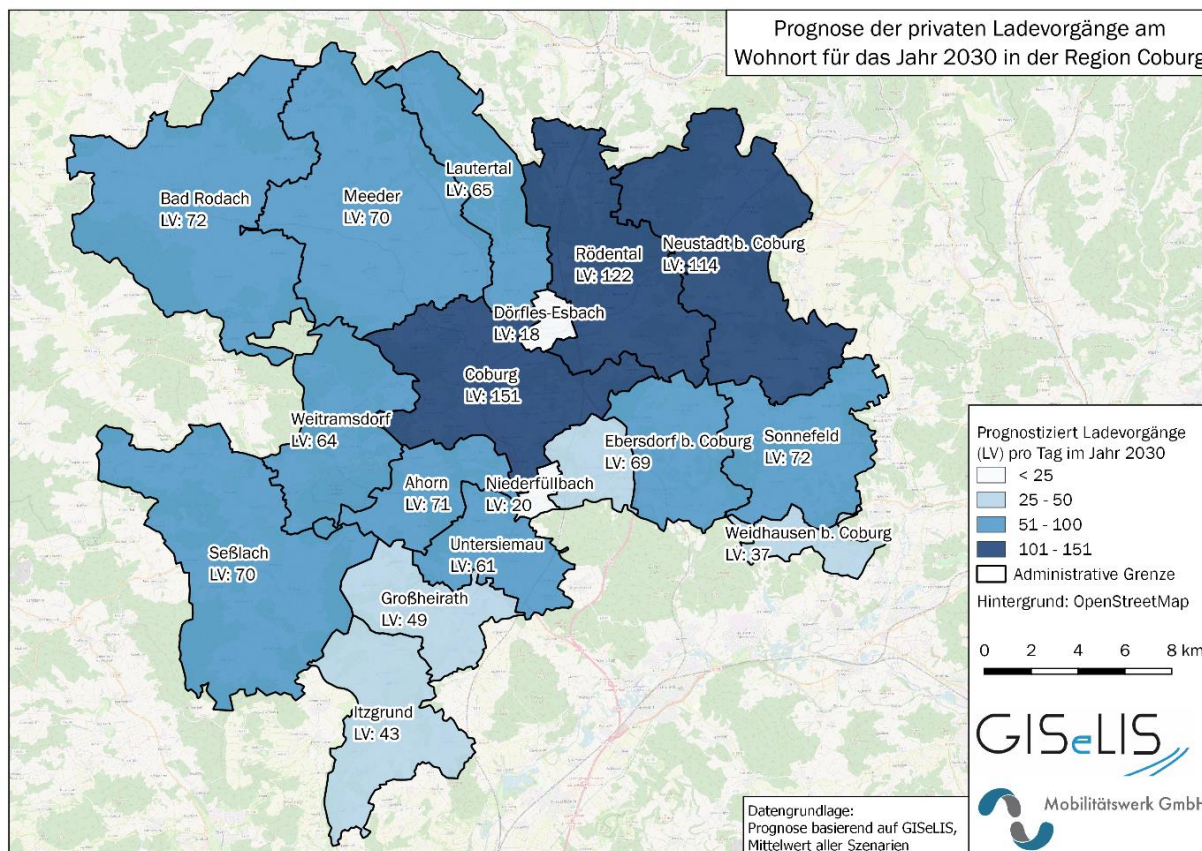 Prognose der privaten Ladevorgänge am
Wohnort für das Jahr 2030 in der Region Coburg
Lautertal
LV: 65
Bad Rodach
LV: 72
Meeder
LV: 70
Neustadt b. Coburg
LV: 114
Rödental
LV: 122
Dörfles-Esbach
LV: 18
Coburg
LV: 151
Weitramsdorf
LV: 64
Ebersdorf b. Coburg
LV: 69
Sonnefeld
LV: 72
Ahorn
LV: 71
Niederfüllbach
LV: 20
Weidhausen b. Coburg
LV: 37
Untersiemau
LV: 61
Seßlach
LV: 70
Großheirath
LV: 49
Itzgrund
LV: 43
Prognostiziert Ladevorgänge
(LV) pro Tag im Jahr 2030
< 25
25 - 50
51 - 100
101 - 151
Administrative Grenze
Hintergrund: OpenStreetMap
0 2 4 6 8 km
GISeLIS
Mobilitätswerk GmbH
Datengrundlage:
Prognose basierend auf GISeLIS,
Mittelwert aller Szenarien